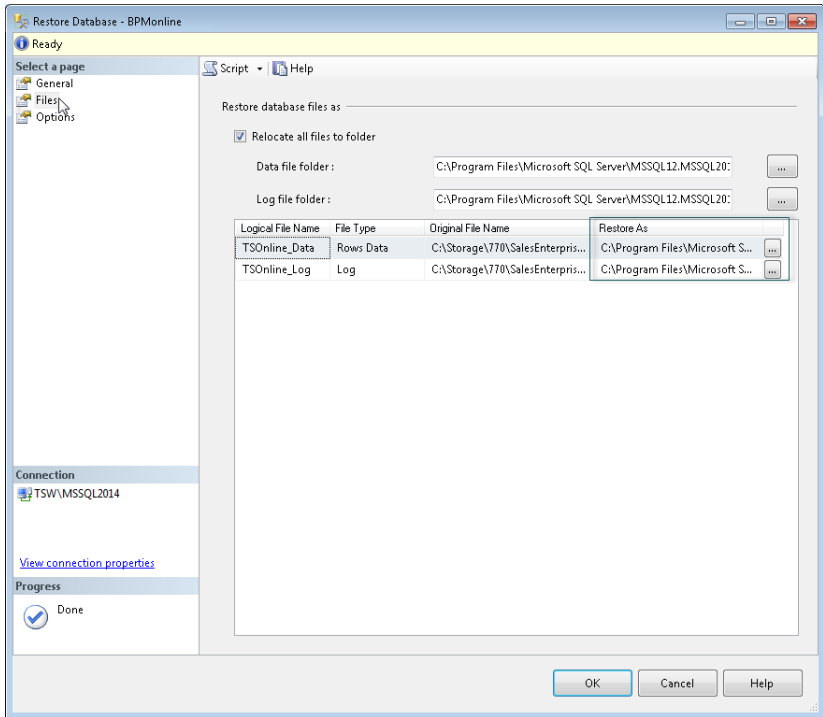 Restore Database - BPMonline
Ready
Select a page
General
Files
Options
Script Help
Restore database files as
Relocate all files to folder
Data file folder : C:\Program Files\Microsoft SQL Server\MSSQL12.MSSQL20: ...
Log file folder : C:\Program Files\Microsoft SQL Server\MSSQL12.MSSQL20: ...
Logical File Name File Type Original File Name Restore As
TSOnline_Data Rows Data C:\Storage\770\SalesEnterpris... C:\Program Files\Microsoft S... ...
TSOnline_Log Log C:\Storage\770\SalesEnterpris... C:\Program Files\Microsoft S... ...
Connection
TSW\MSSQL2014
View connection properties
Progress
Done
OK Cancel Help